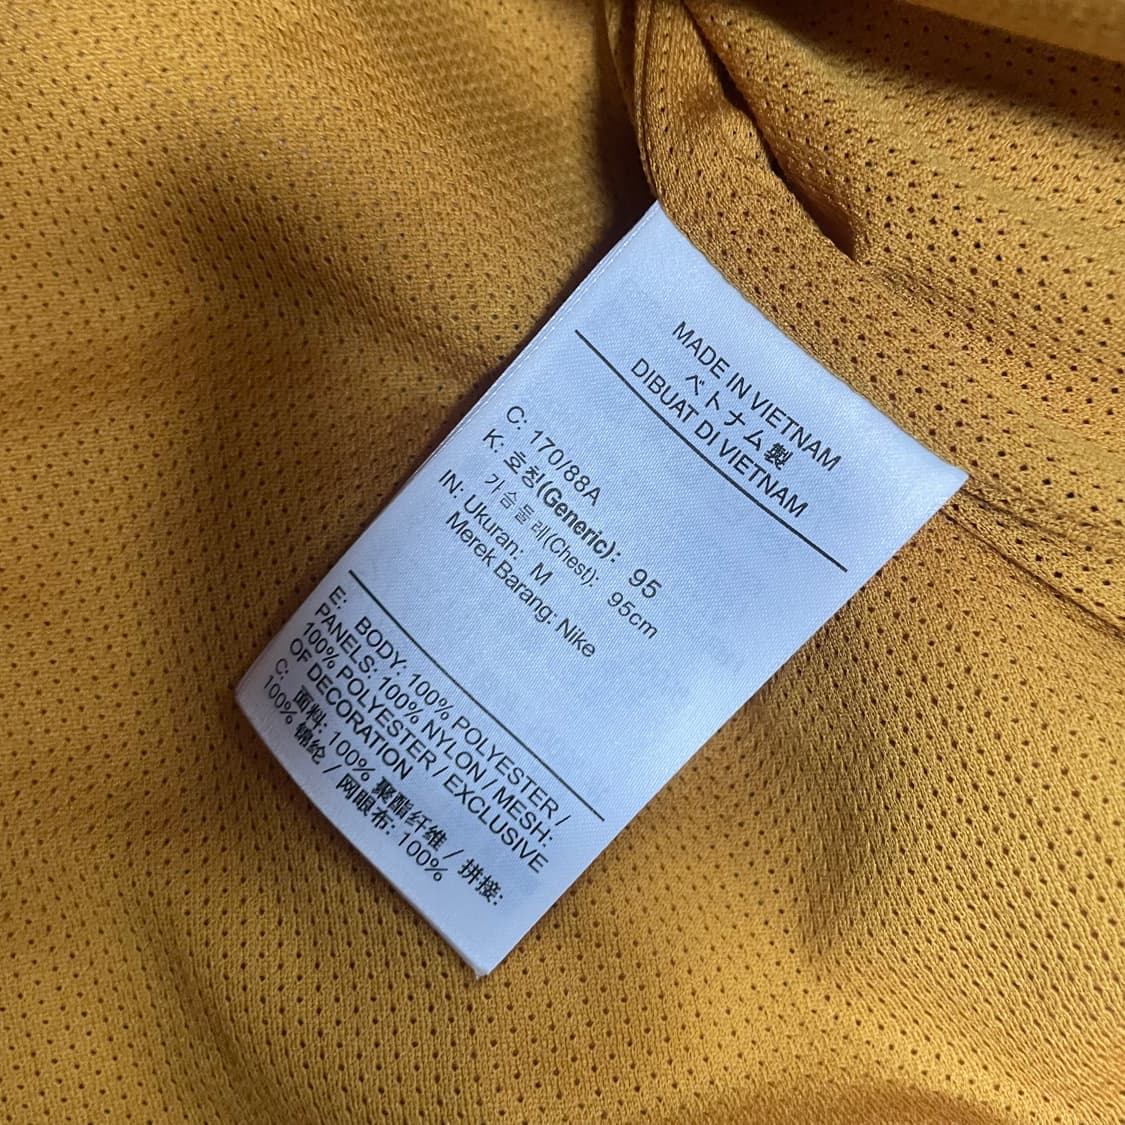 MADE IN VIETNAM
ベトナム製
DIBUAT DI VIETNAM
C: 170/88A
K: 호칭(Generic): 95
가슴둘레(Chest): 95cm
IN: Ukuran: M
Merek Barang: Nike
E: BODY: 100% POLYESTER /
PANELS: 100% NYLON / MESH:
100% POLYESTER / EXCLUSIVE
OF DECORATION
C: 面料: 100% 聚酯纤维 / 拼接:
100% 锦纶 / 网眼布: 100%